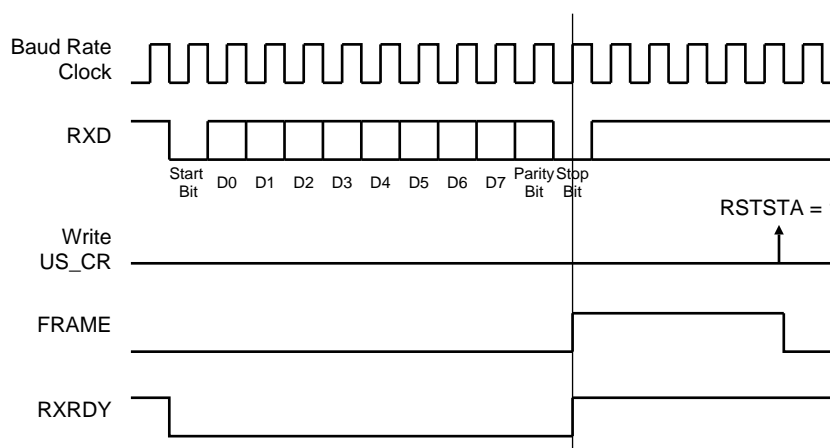 Baud Rate
Clock
RXD
Start
Bit
D0
D1
D2
D3
D4
D5
D6
D7
Parity
Bit
Stop
Bit
RSTSTA =
Write
US_CR
FRAME
RXRDY